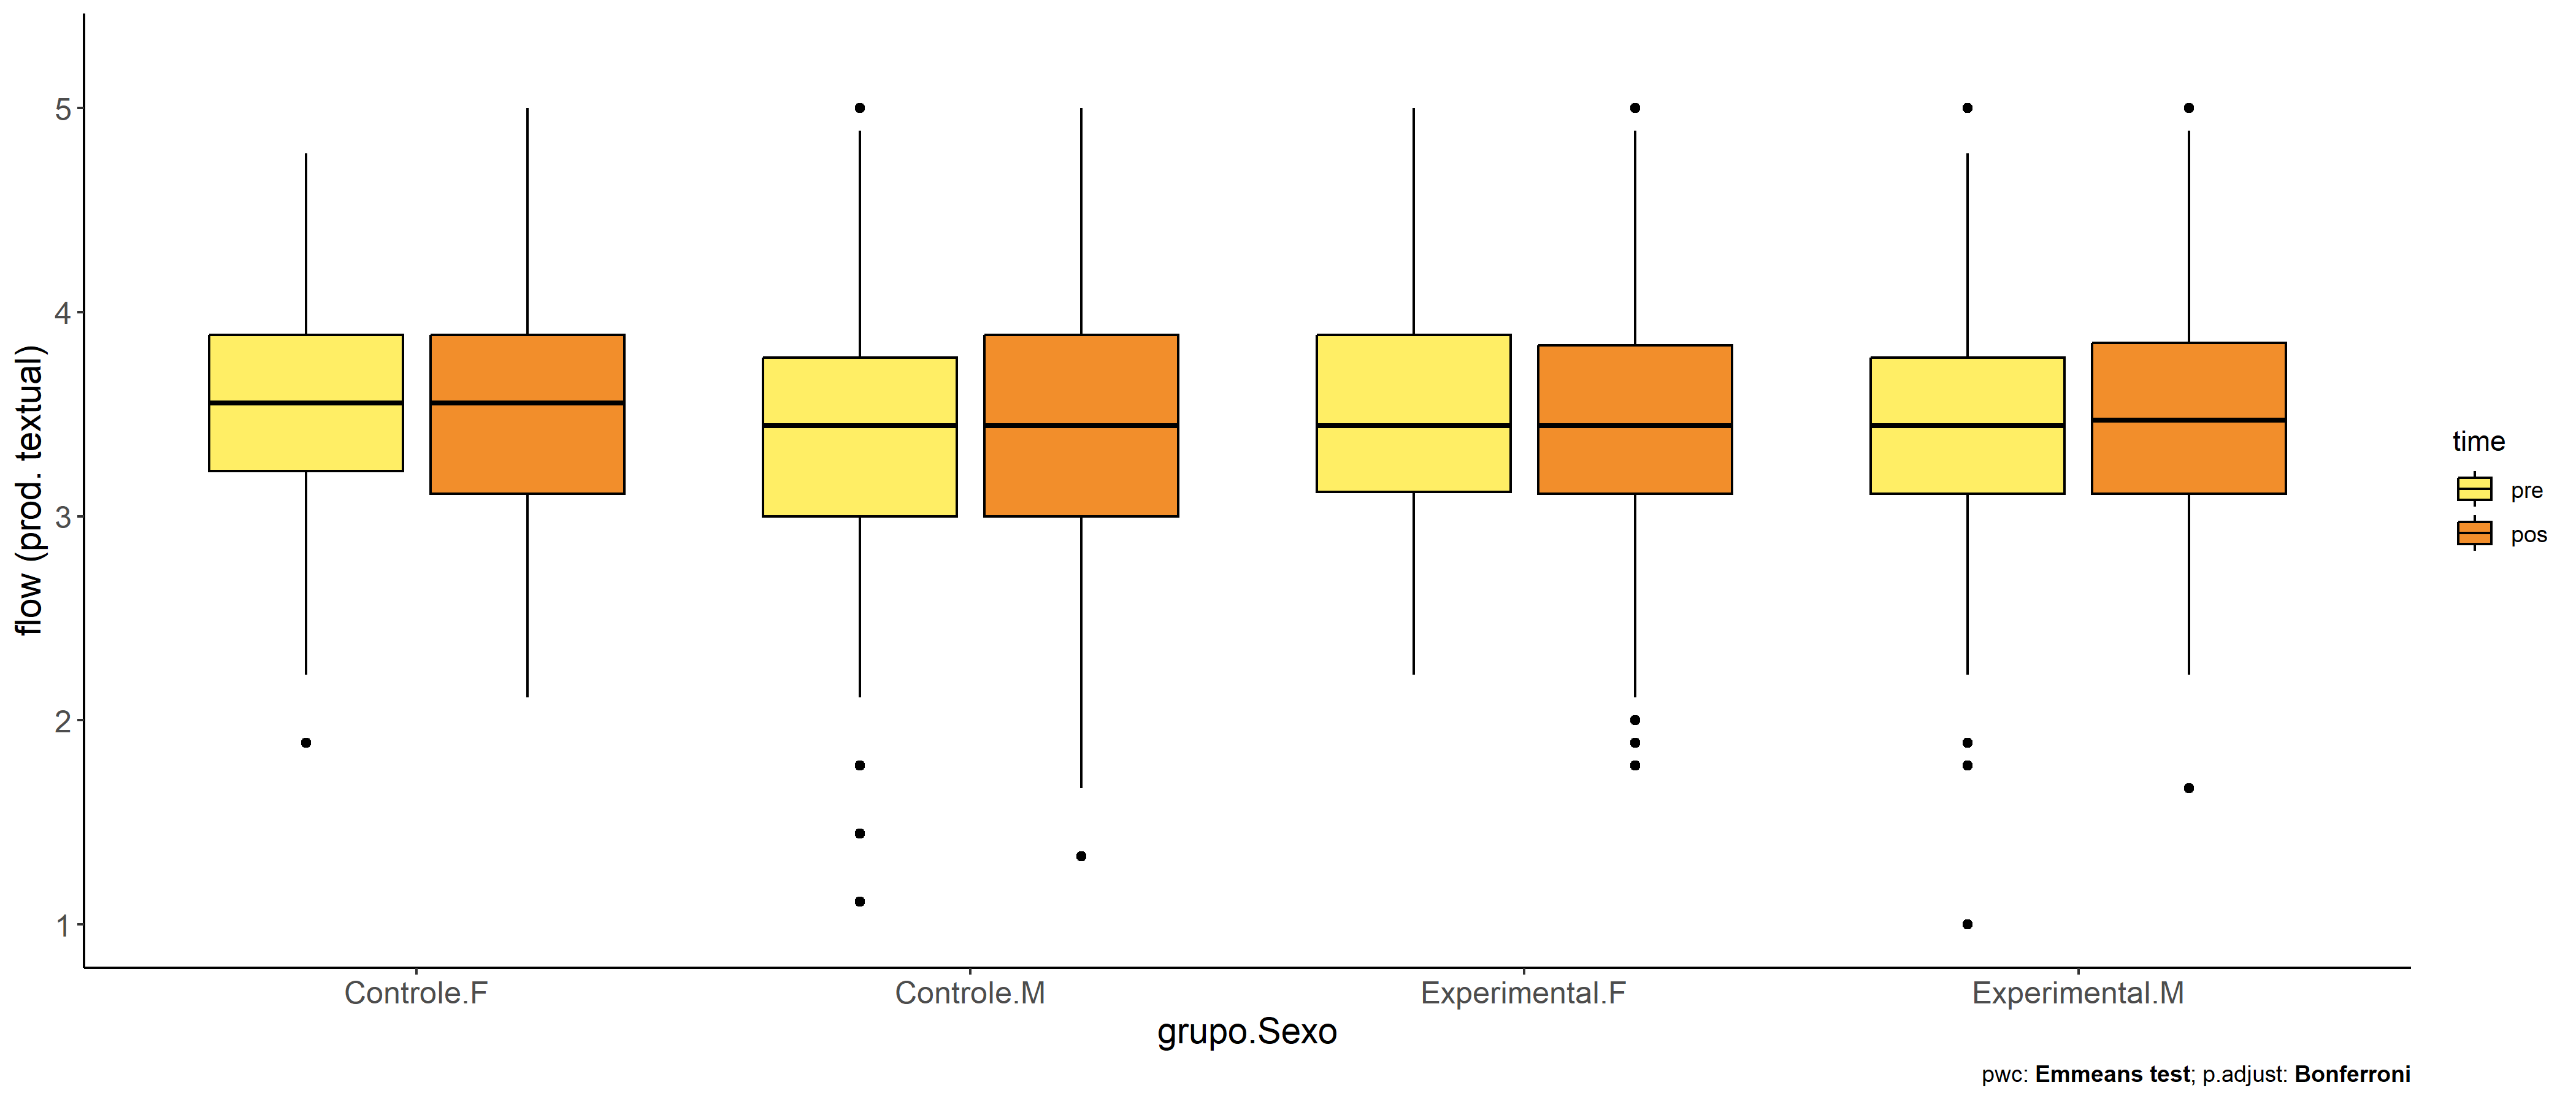 flow (prod. textual)
5
4
3
2
1
Controle.F
Controle.M
Experimental.F
Experimental.M
grupo.Sexo
time
pre
pos
pwc: Emmeans test; p.adjust: Bonferroni